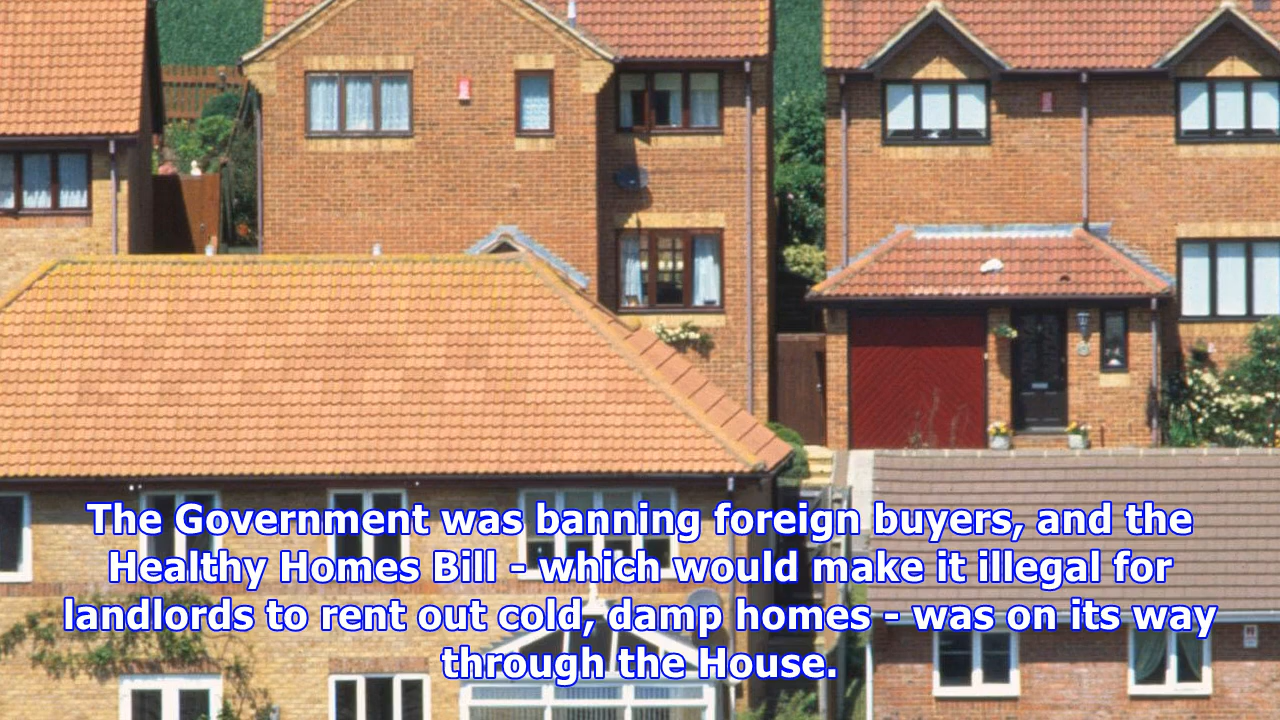 The Government was banning foreign buyers, and the
Healthy Homes Bill - which would make it illegal for
landlords to rent out cold, damp homes - was on its way
through the House.